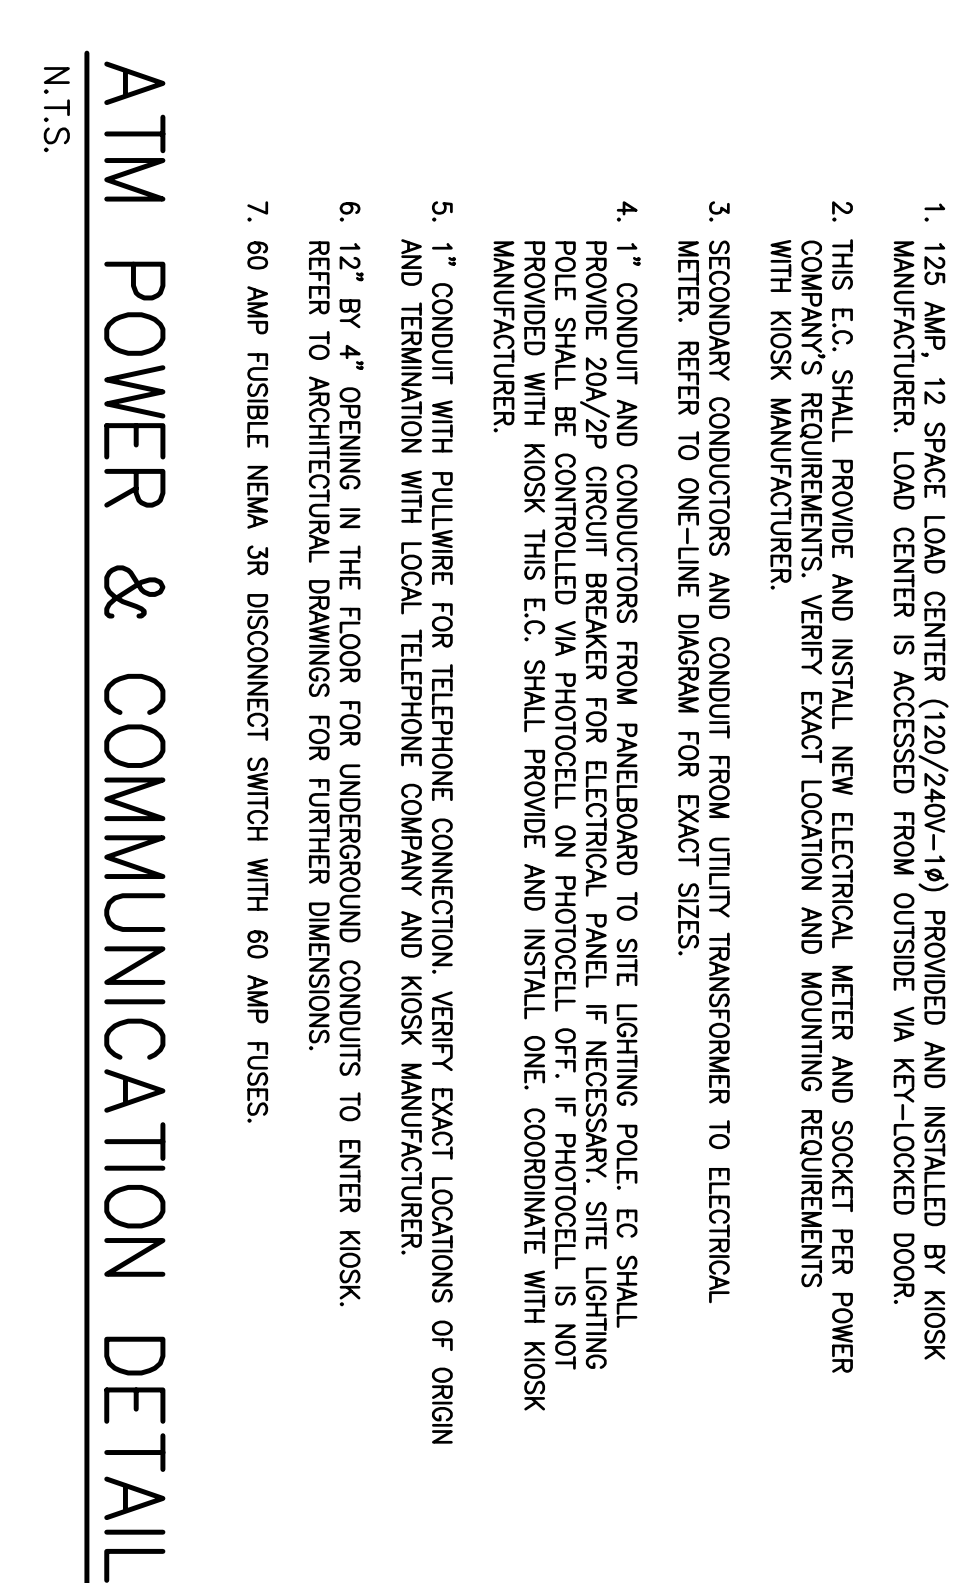 1. 125 AMP, 12 SPACE LOAD CENTER (120/240V-1ø) PROVIDED AND INSTALLED BY KIOSK
MANUFACTURER. LOAD CENTER IS ACCESSED FROM OUTSIDE VIA KEY-LOCKED DOOR.
2. THIS E.C. SHALL PROVIDE AND INSTALL NEW ELECTRICAL METER AND SOCKET PER POWER
COMPANY'S REQUIREMENTS. VERIFY EXACT LOCATION AND MOUNTING REQUIREMENTS
WITH KIOSK MANUFACTURER.
3. SECONDARY CONDUCTORS AND CONDUIT FROM UTILITY TRANSFORMER TO ELECTRICAL
METER. REFER TO ONE-LINE DIAGRAM FOR EXACT SIZES.
4. 1" CONDUIT AND CONDUCTORS FROM PANELBOARD TO SITE LIGHTING POLE. EC SHALL
PROVIDE 20A/2P CIRCUIT BREAKER FOR ELECTRICAL PANEL IF NECESSARY. SITE LIGHTING
POLE SHALL BE CONTROLLED VIA PHOTOCELL ON PHOTOCELL OFF. IF PHOTOCELL IS NOT
PROVIDED WITH KIOSK THIS E.C. SHALL PROVIDE AND INSTALL ONE. COORDINATE WITH KIOSK
MANUFACTURER.
5. 1" CONDUIT WITH PULLWIRE FOR TELEPHONE CONNECTION. VERIFY EXACT LOCATIONS OF ORIGIN
AND TERMINATION WITH LOCAL TELEPHONE COMPANY AND KIOSK MANUFACTURER.
6. 12" BY 4" OPENING IN THE FLOOR FOR UNDERGROUND CONDUITS TO ENTER KIOSK.
REFER TO ARCHITECTURAL DRAWINGS FOR FURTHER DIMENSIONS.
7. 60 AMP FUSIBLE NEMA 3R DISCONNECT SWITCH WITH 60 AMP FUSES.
ATM POWER & COMMUNICATION DETAIL
N.T.S.